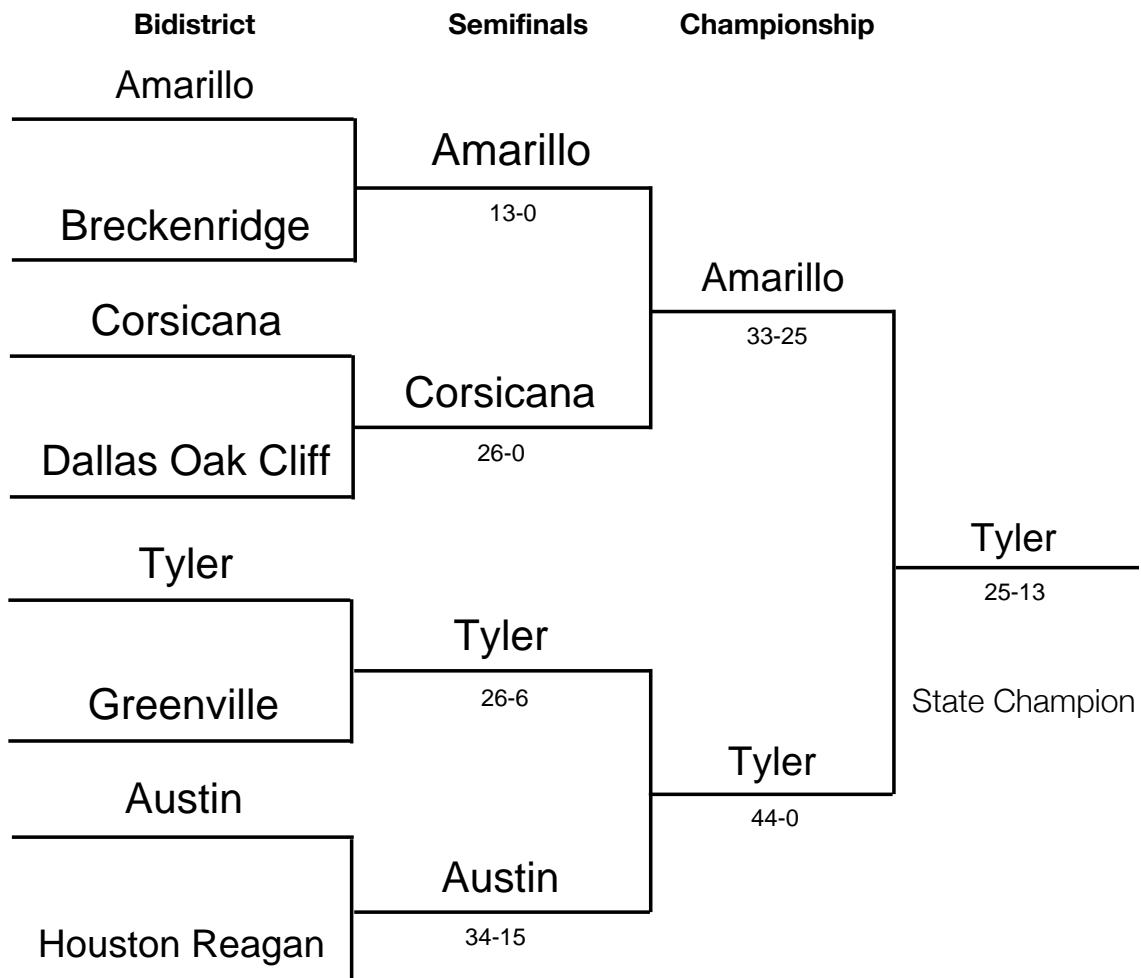 Bidistrict Semifinals Championship
Amarillo
Amarillo
13-0
Breckenridge
Amarillo
33-25
Corsicana
Corsicana
26-0
Dallas Oak Cliff
Tyler
25-13
Tyler
Tyler
26-6
Greenville
State Champion
Tyler
44-0
Austin
Austin
34-15
Houston Reagan